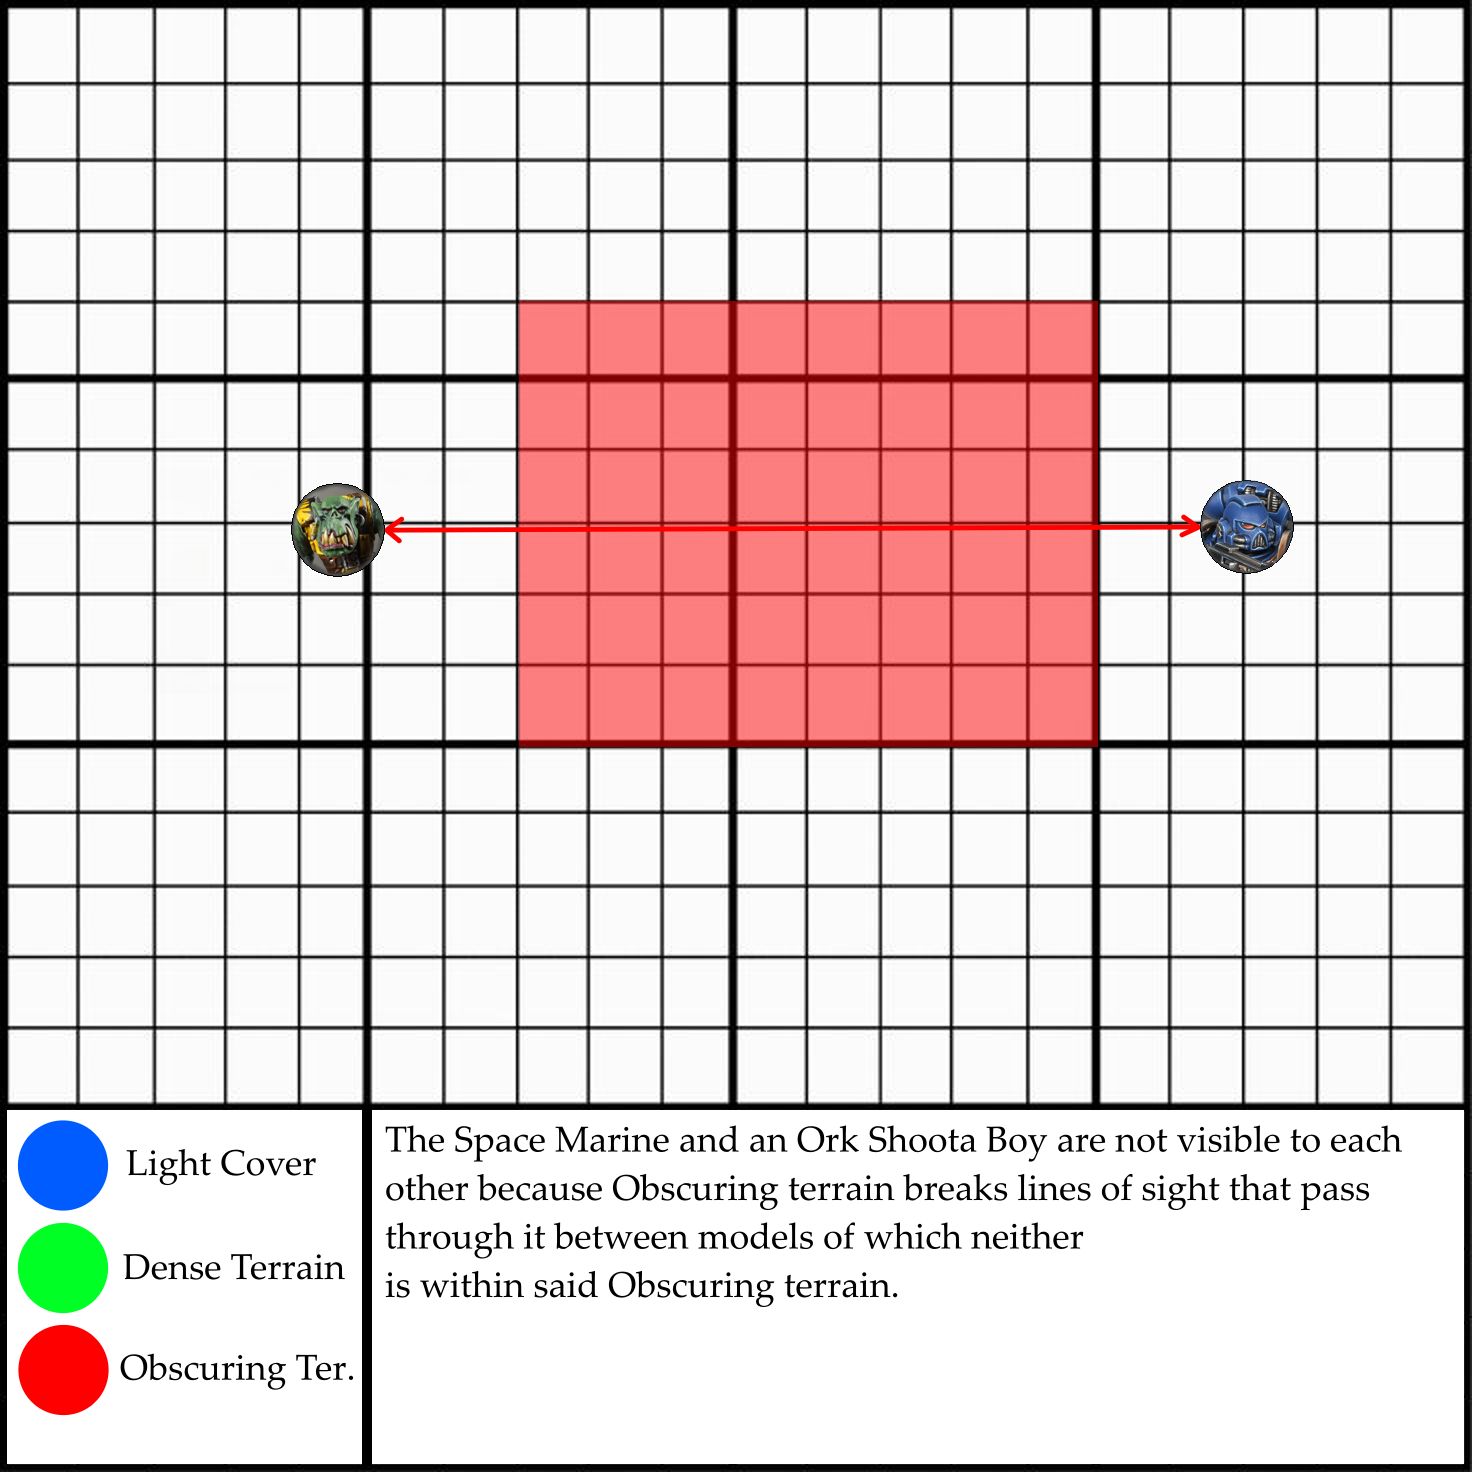 Light Cover
Dense Terrain
Obscuring Ter.
The Space Marine and an Ork Shoota Boy are not visible to each
other because Obscuring terrain breaks lines of sight that pass
through it between models of which neither
is within said Obscuring terrain.